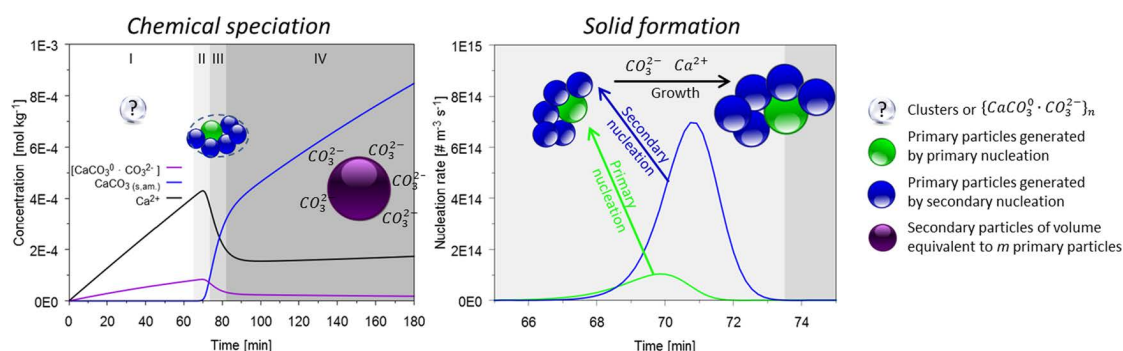 Chemical speciation
1E-3
8E-4
6E-4
4E-4
2E-4
0E0
Concentration [mol kg⁻¹]
I
II
III
IV
?
[CaCO₃⁰ · CO₃²⁻ ]
CaCO₃ (s,am.)
Ca²⁺
CO₃²⁻
CO₃²⁻
CO₃²⁻
CO₃²
CO₃²⁻
0
20
40
60
80
100
120
140
160
180
Time [min]
Solid formation
1E15
8E14
6E14
4E14
2E14
0E0
Nucleation rate [# m⁻³ s⁻¹]
CO₃²⁻ Ca²⁺
Growth
Secondary
nucleation
Primary
nucleation
66
68
70
72
74
Time [min]
?
Clusters or {CaCO₃⁰ · CO₃²⁻}ₙ
Primary particles generated
by primary nucleation
Primary particles generated
by secondary nucleation
Secondary particles of volume
equivalent to m primary particles